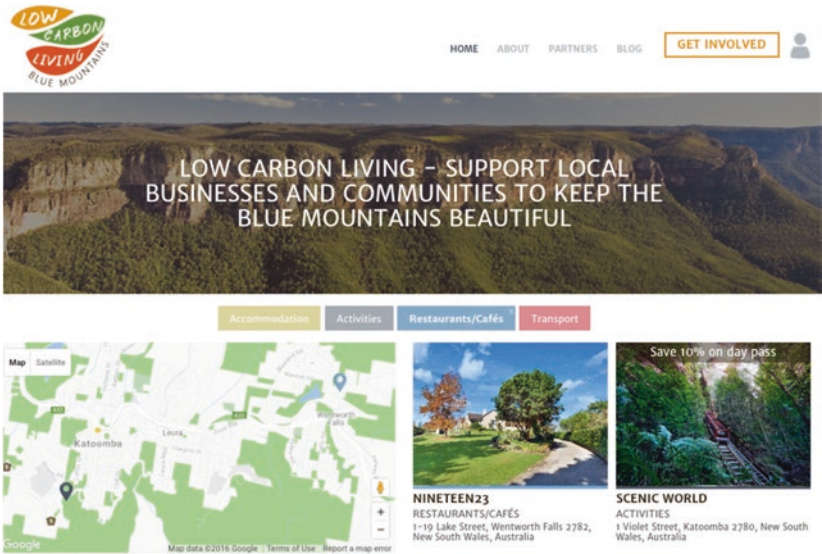 LOW
CARBON
LIVING
BLUE MOUNTAINS
HOME ABOUT PARTNERS BLOG GET INVOLVED
LOW CARBON LIVING – SUPPORT LOCAL
BUSINESSES AND COMMUNITIES TO KEEP THE
BLUE MOUNTAINS BEAUTIFUL
Accommodation Activities Restaurants/Cafés x Transport
Map Satellite
Wentworth
Falls
Leura
Katoomba
Google
Map data ©2016 Google Terms of Use Report a map error
NINETEEN23
RESTAURANTS/CAFÉS
1-19 Lake Street, Wentworth Falls 2782,
New South Wales, Australia
Save 10% on day pass
SCENIC WORLD
ACTIVITIES
1 Violet Street, Katoomba 2780, New South
Wales, Australia